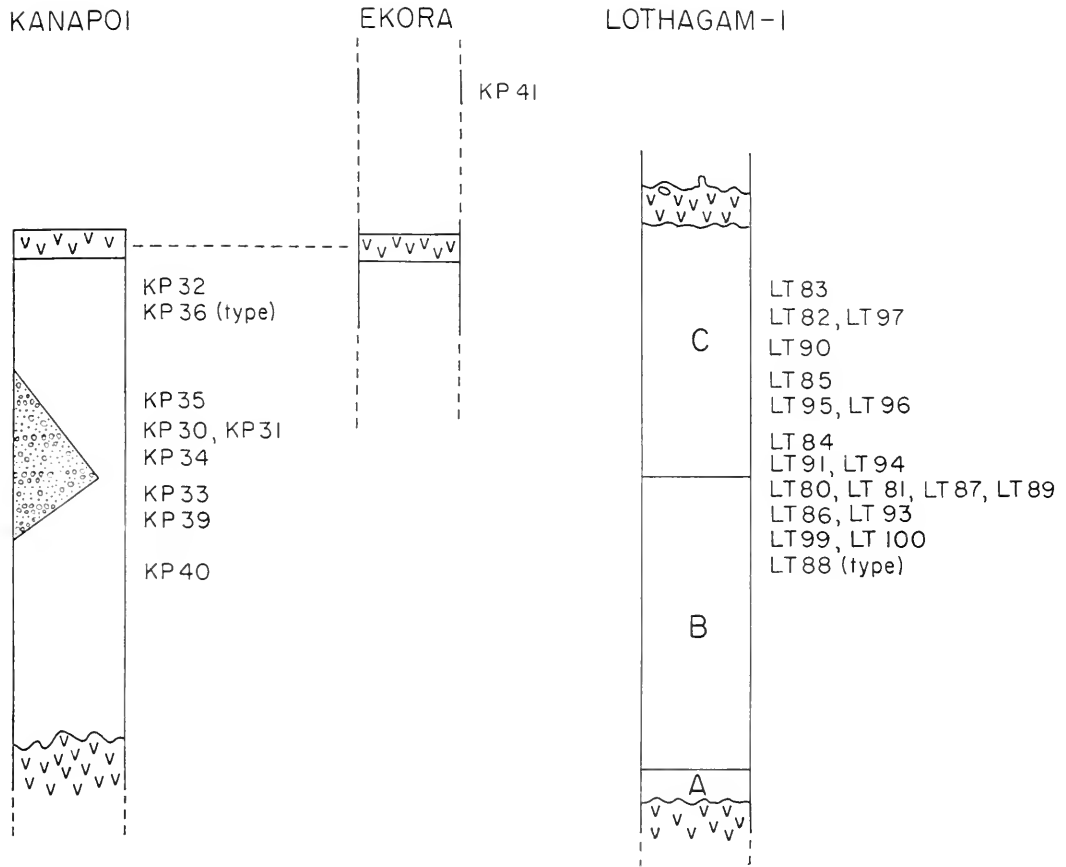 KANAPOI
EKORA
LOTHAGAM-1
KP 41
KP 32
KP 36 (type)
KP 35
KP 30, KP 31
KP 34
KP 33
KP 39
KP 40
C
B
A
LT 83
LT 82, LT 97
LT 90
LT 85
LT 95, LT 96
LT 84
LT 91, LT 94
LT 80, LT 81, LT 87, LT 89
LT 86, LT 93
LT 99, LT 100
LT 88 (type)